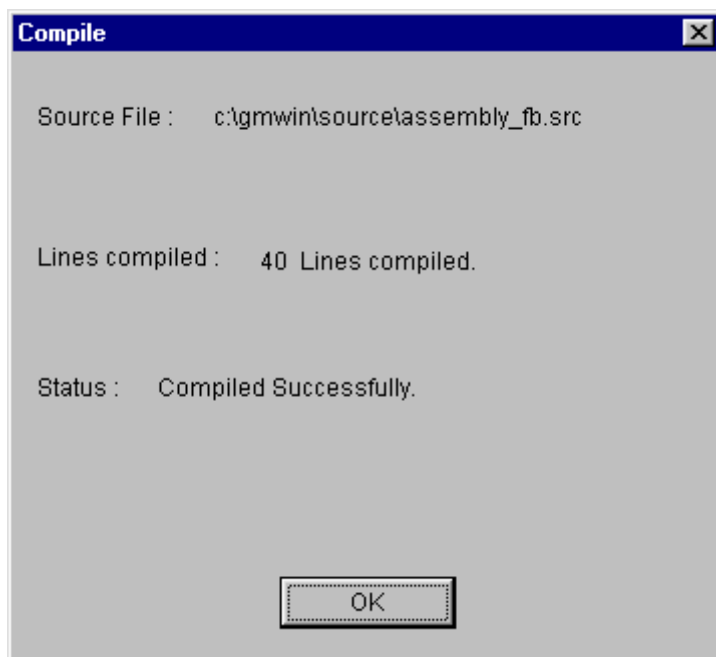 Compile
Source File : c:\gmwin\source\assembly_fb.src
Lines compiled : 40 Lines compiled.
Status : Compiled Successfully.
OK